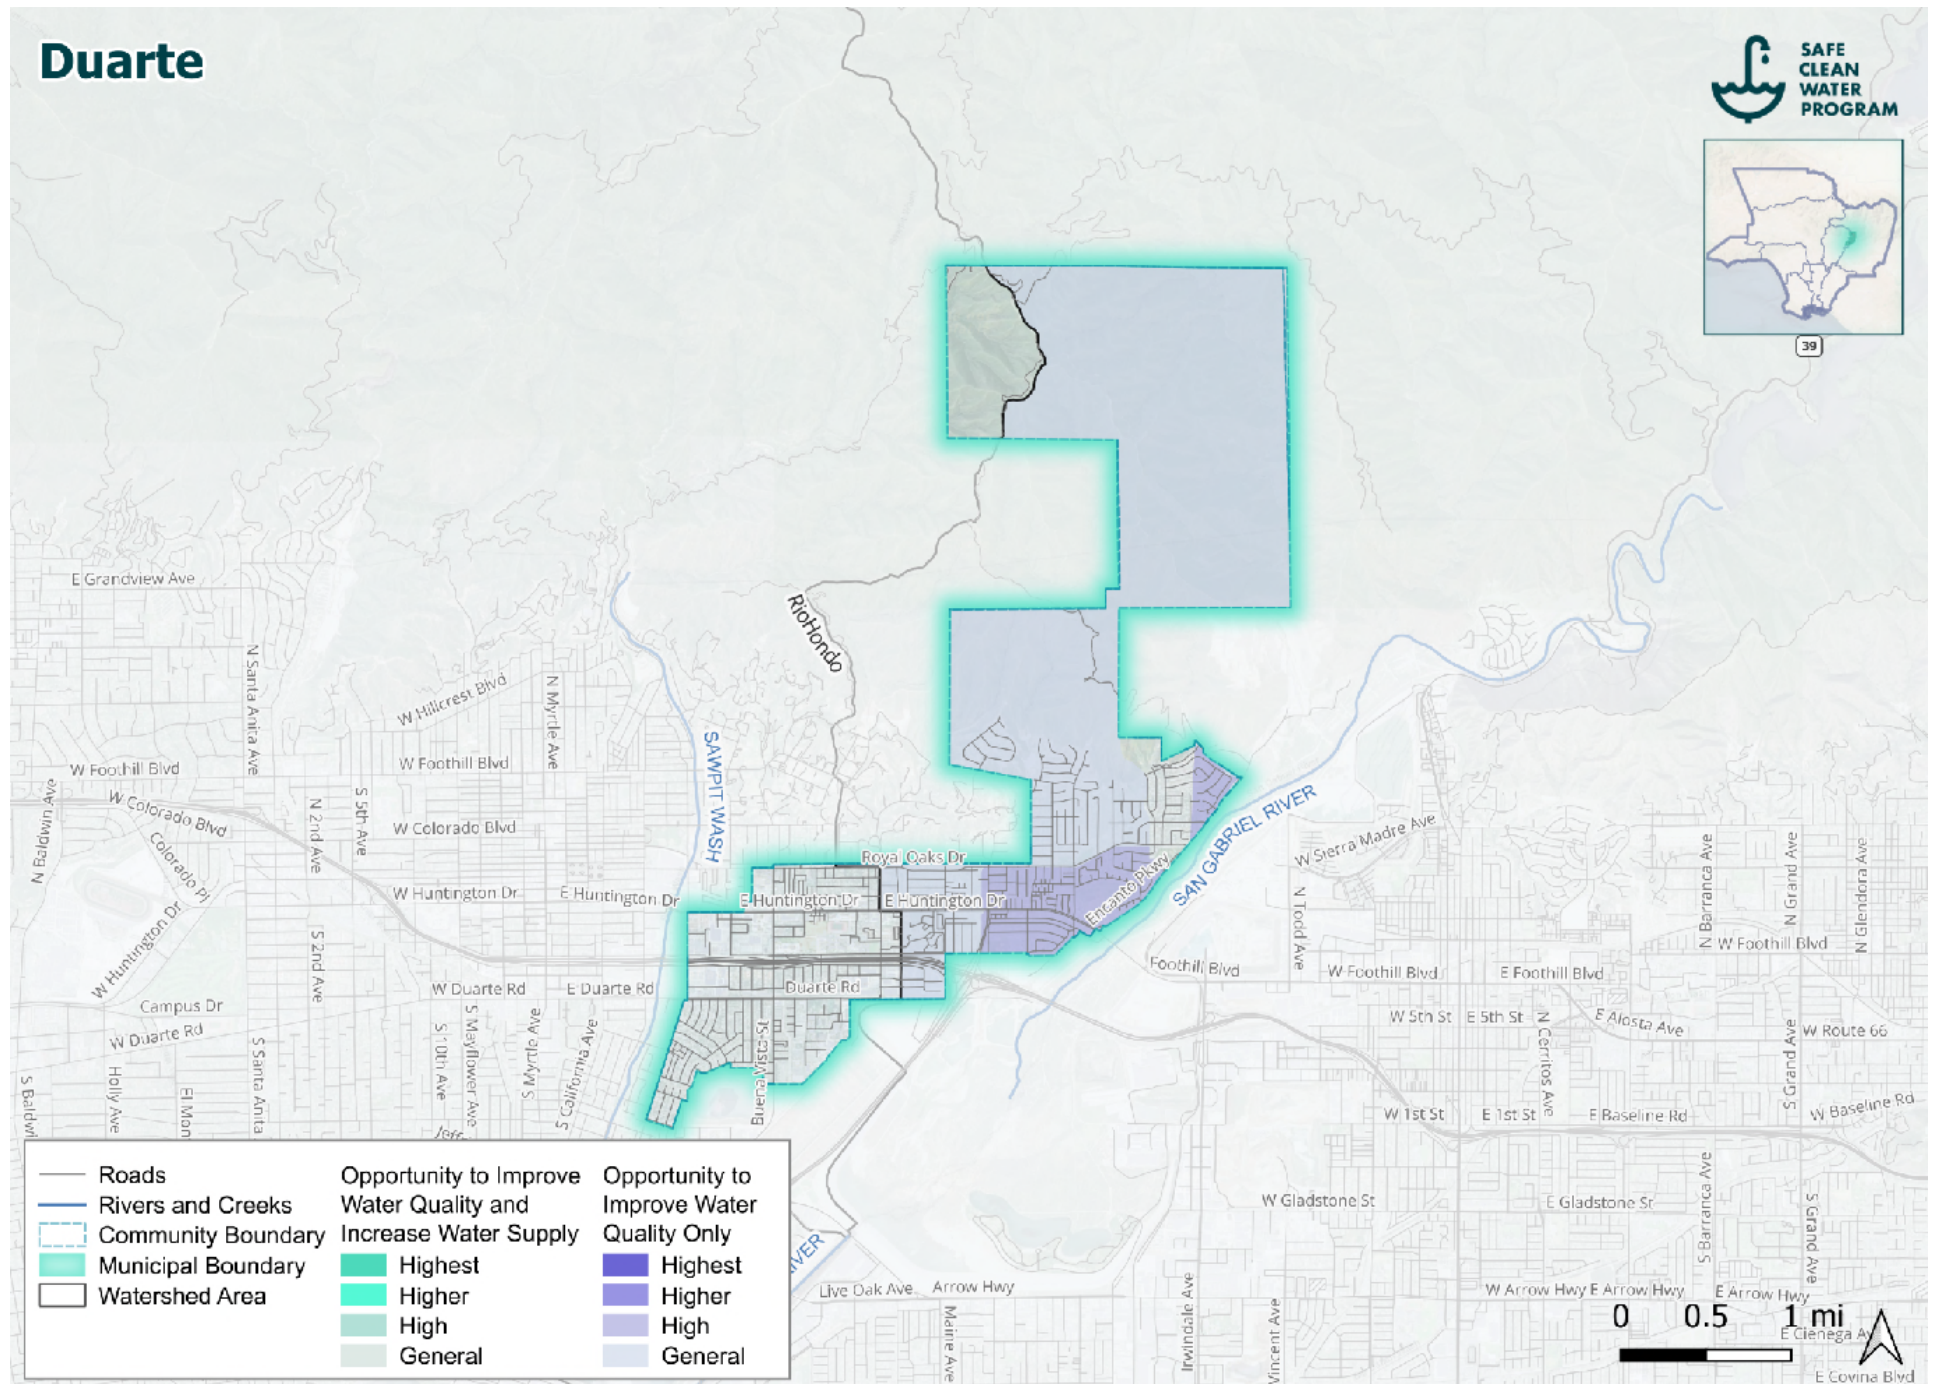 Duarte
SAFE
CLEAN
WATER
PROGRAM
39
E Grandview Ave
RioHondo
N Santa Anita Ave
W Hillcrest Blvd
N Myrtle Ave
SAWPIT WASH
W Foothill Blvd
W Foothill Blvd
N Baldwin Ave
W Colorado Blvd
Colorado Pl
N 2nd Ave
S 5th Ave
W Colorado Blvd
SAN GABRIEL RIVER
W Sierra Madre Ave
N Barranca Ave
N Grand Ave
N Glendora Ave
Royal Oaks Dr
W Huntington Dr
E Huntington Dr
E Huntington Dr
E Huntington Dr
Encanto Pkwy
N Todd Ave
W Huntington Dr
S 2nd Ave
W Foothill Blvd
Foothill Blvd
W Foothill Blvd
E Foothill Blvd
W Duarte Rd
E Duarte Rd
Duarte Rd
Campus Dr
W Duarte Rd
W 5th St
E 5th St
N Cerritos Ave
E Alosta Ave
W Route 66
S Grand Ave
S Baldwi
Holly Ave
El Mon
S Santa Anita
S 10th Ave
S Mayflower Ave
S Myrtle Ave
S California Ave
Buena Vista St
W 1st St
E 1st St
E Baseline Rd
W Baseline Rd
Jeff
Roads
Rivers and Creeks
Community Boundary
Municipal Boundary
Watershed Area
Opportunity to Improve
Water Quality and
Increase Water Supply
Highest
Higher
High
General
Opportunity to
Improve Water
Quality Only
Highest
Higher
High
General
IVER
W Gladstone St
E Gladstone St
S Barranca Ave
S Grand Ave
Live Oak Ave
Arrow Hwy
Maine Ave
Irwindale Ave
Vincent Ave
W Arrow Hwy
E Arrow Hwy
E Arrow Hwy
0 0.5 1 mi
E Cienega Av
E Covina Blvd